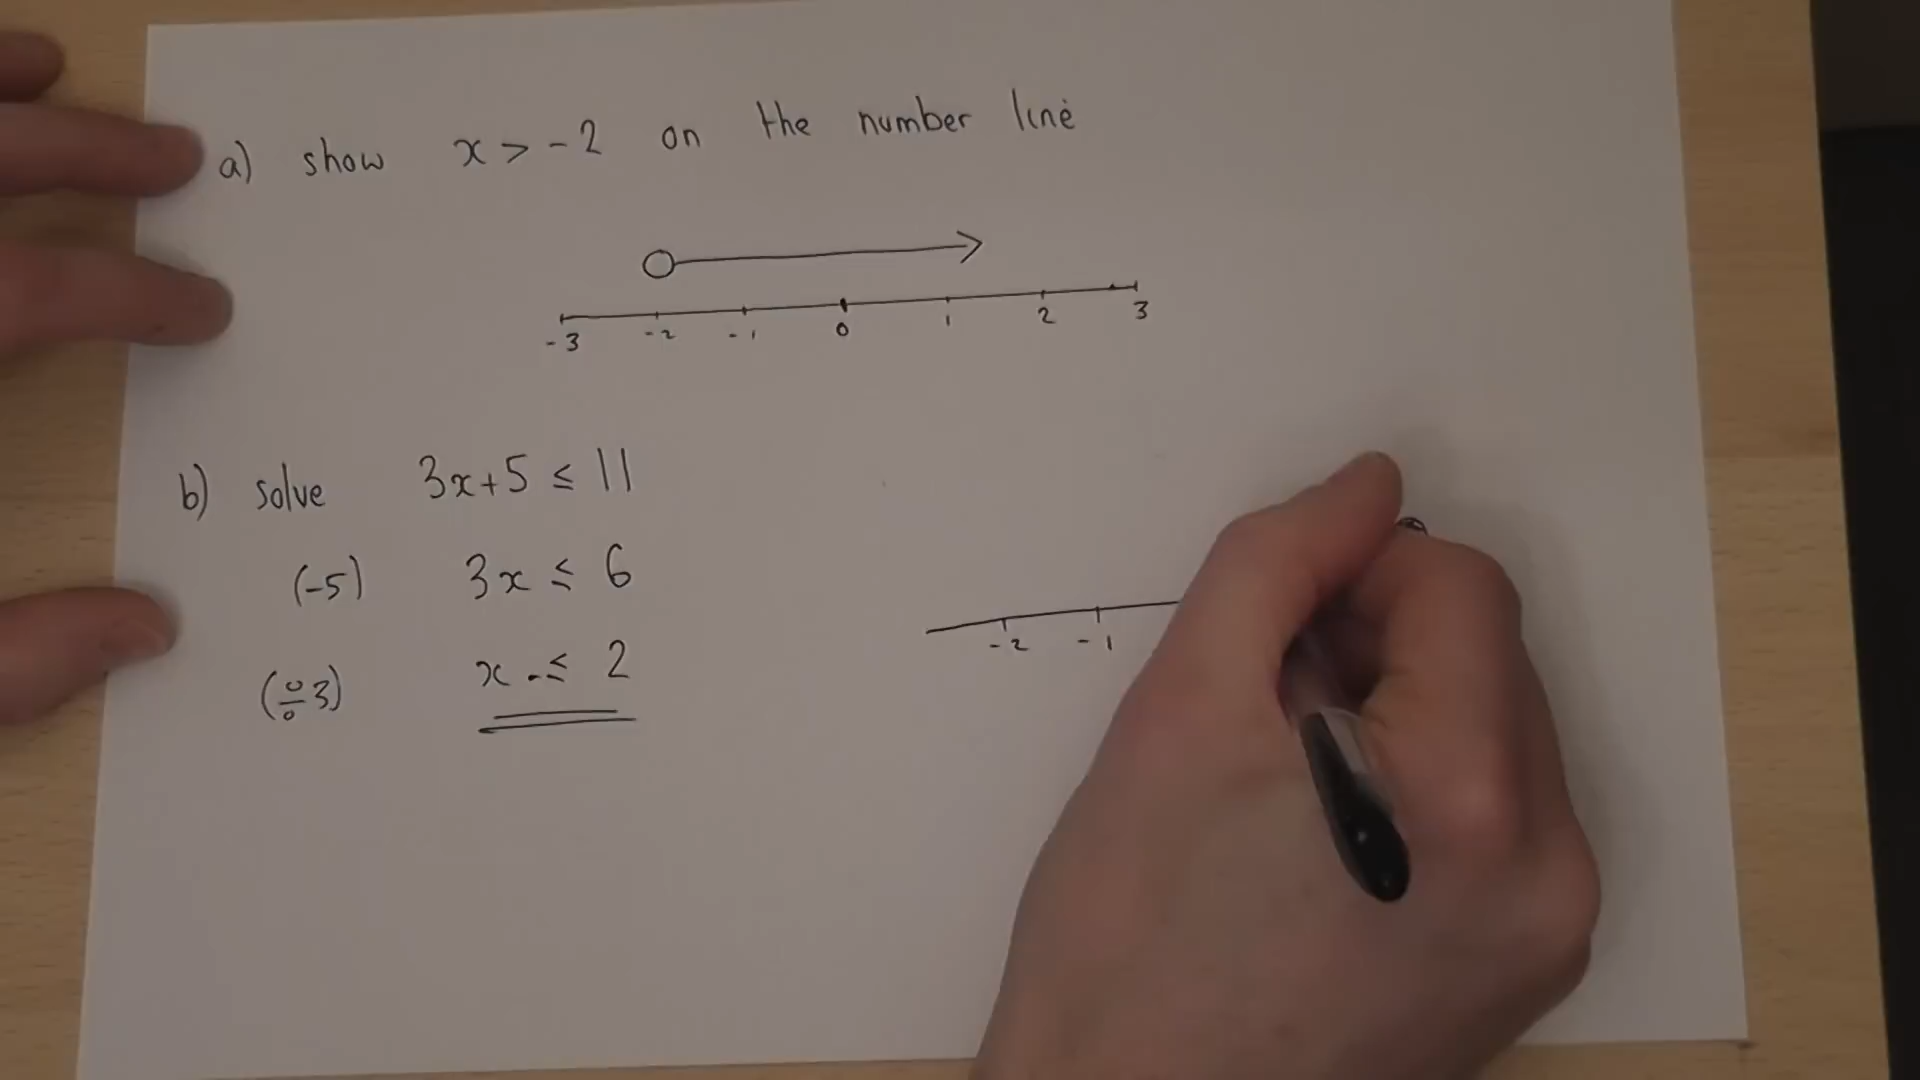 a) show x > -2 on the number line
-3 -2 -1 0 1 2 3
b) solve 3x+5 ≤ 11
(-5) 3x ≤ 6
-2 -1
(÷3) x ≤ 2